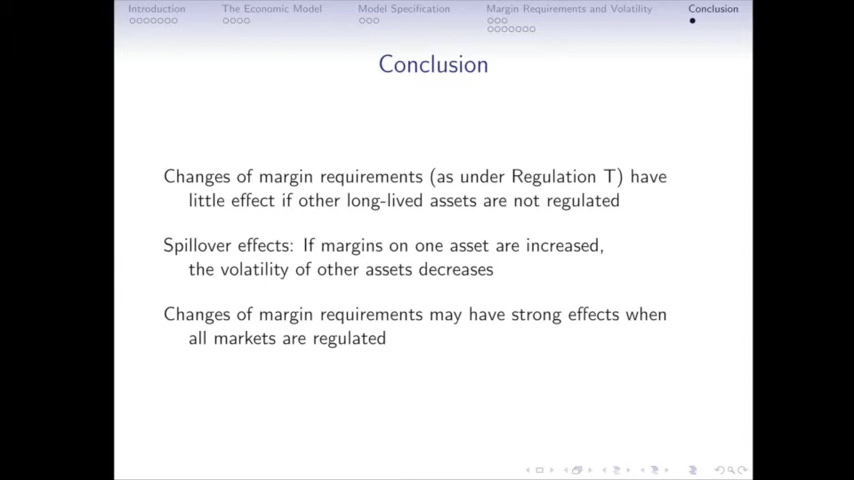 Introduction The Economic Model Model Specification Margin Requirements and Volatility Conclusion
Conclusion
Changes of margin requirements (as under Regulation T) have
little effect if other long-lived assets are not regulated
Spillover effects: If margins on one asset are increased,
the volatility of other assets decreases
Changes of margin requirements may have strong effects when
all markets are regulated